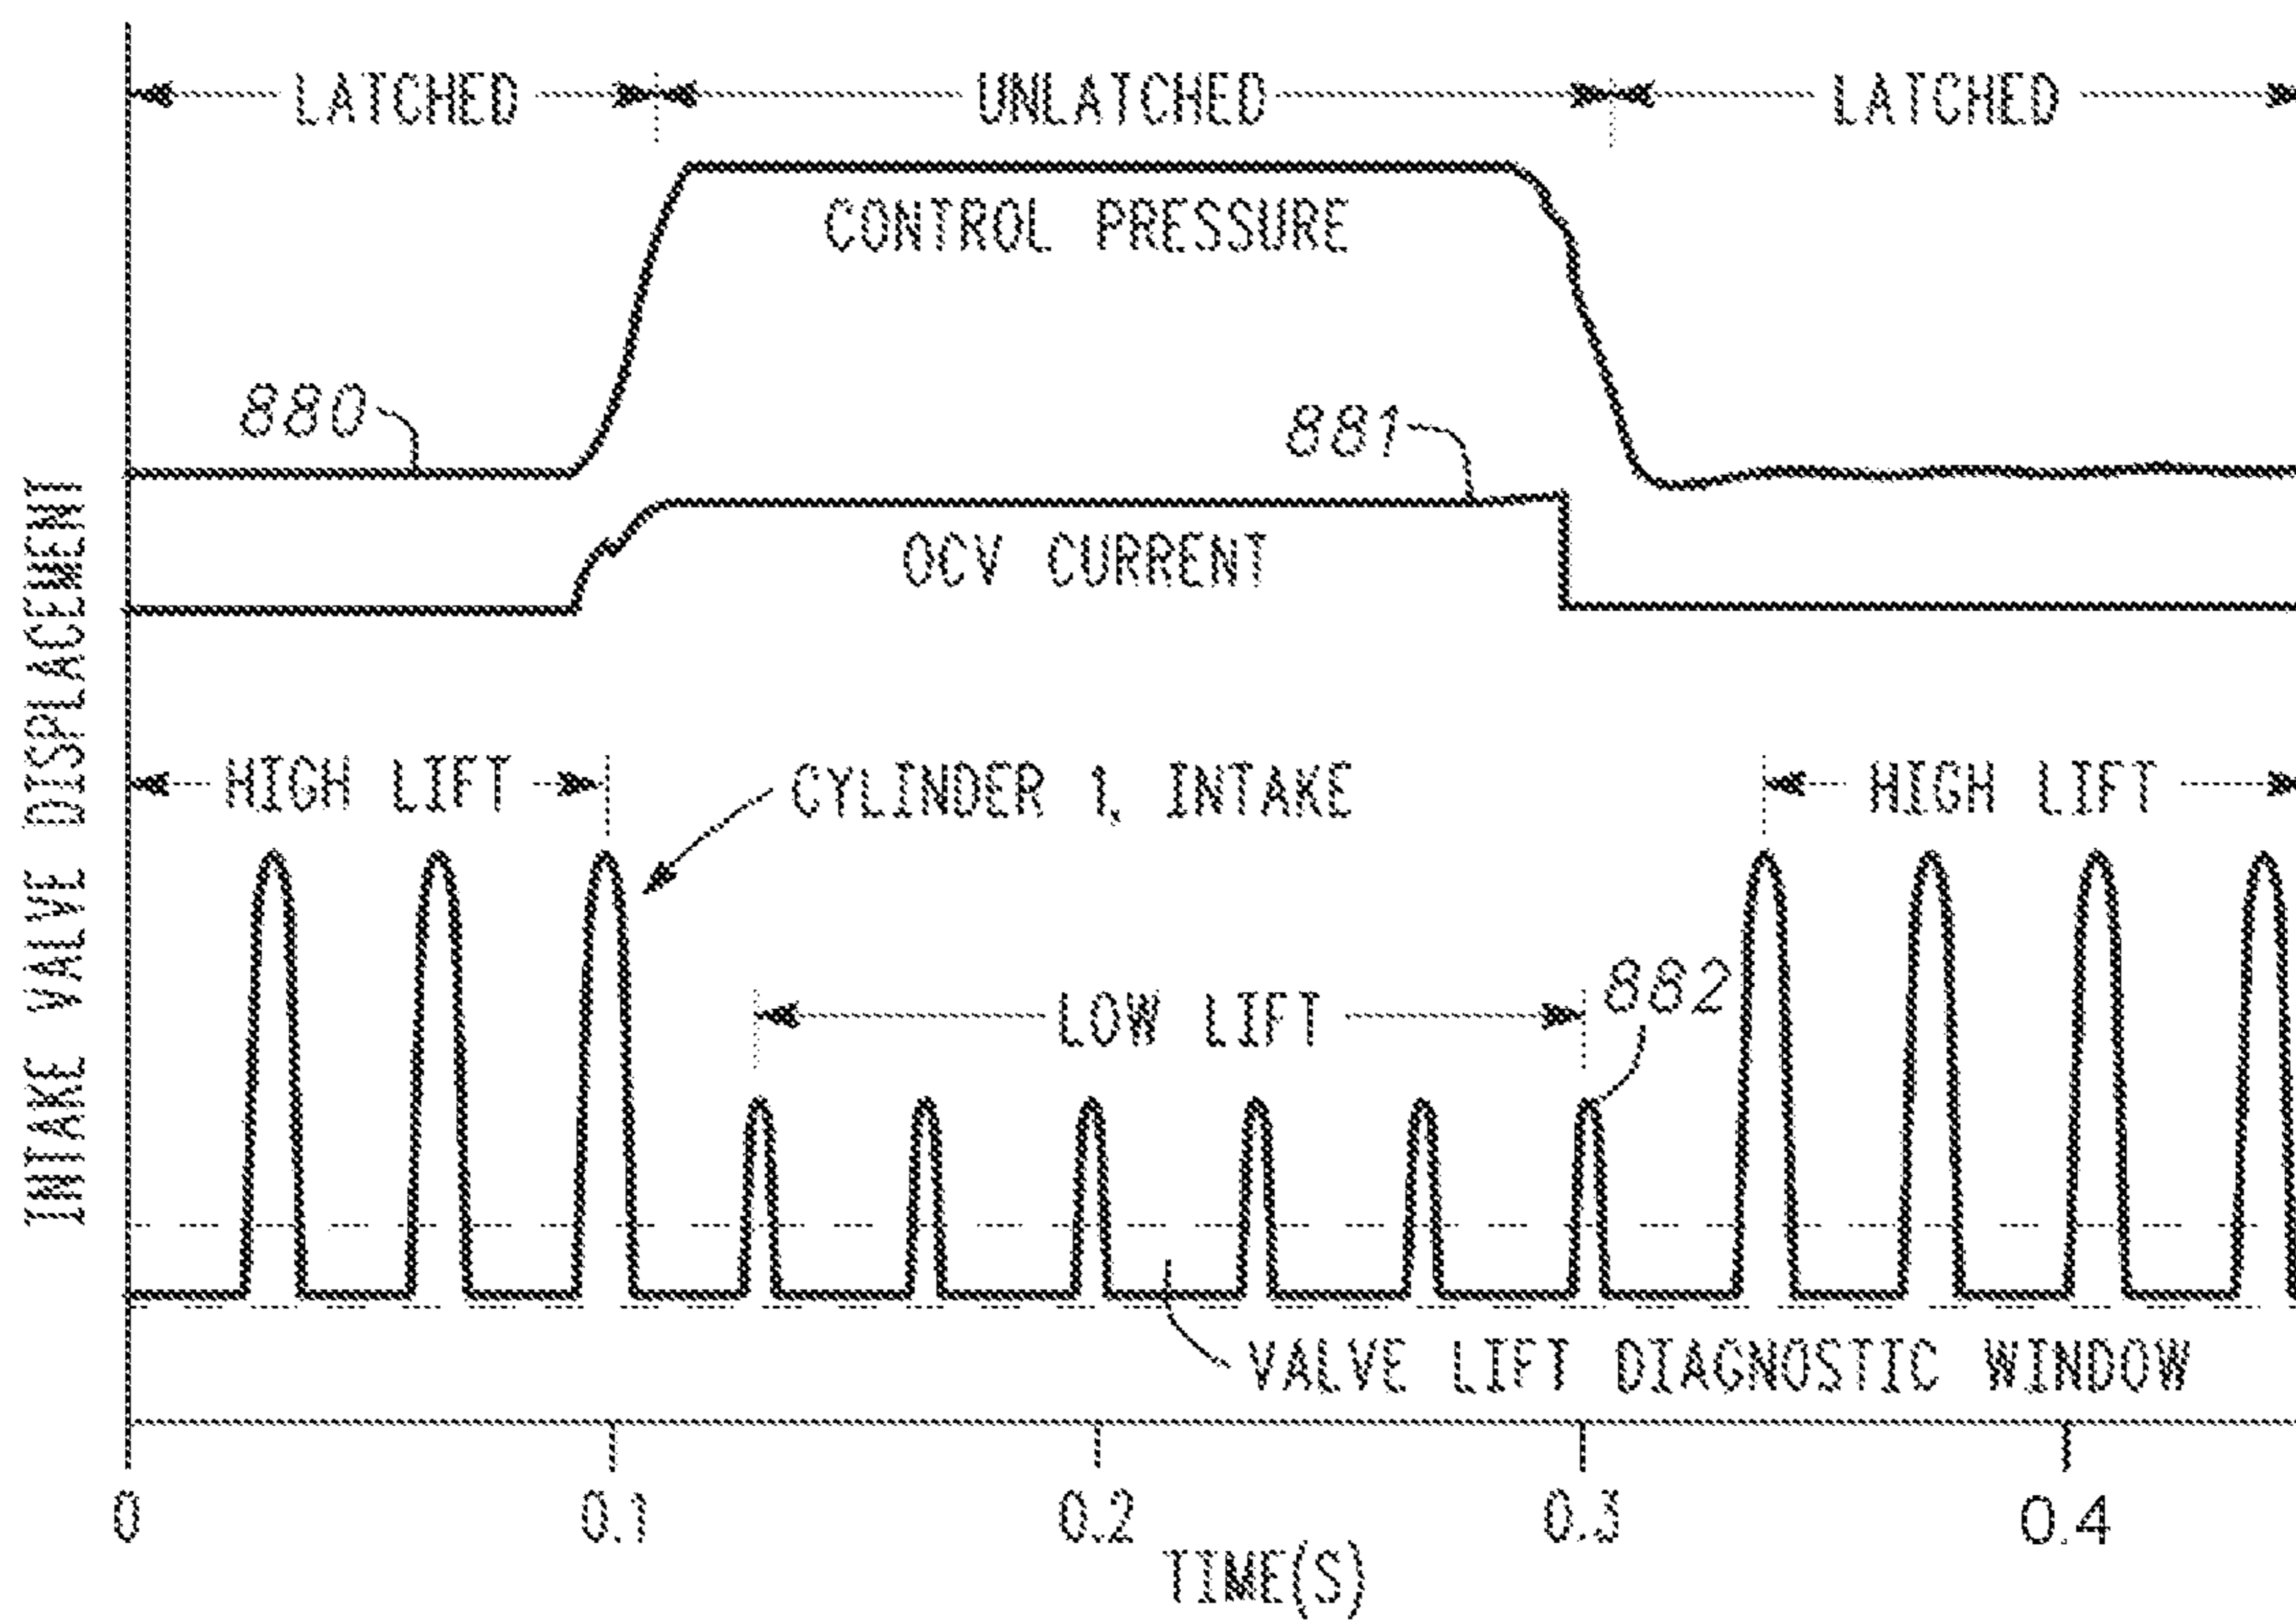 LATCHED UNLATCHED LATCHED
CONTROL PRESSURE
880
881
OCV CURRENT
INTAKE VALVE DISPLACEMENT
HIGH LIFT CYLINDER 1, INTAKE HIGH LIFT
LOW LIFT 882
VALVE LIFT DIAGNOSTIC WINDOW
0 0.1 0.2 0.3 0.4
TIME(S)